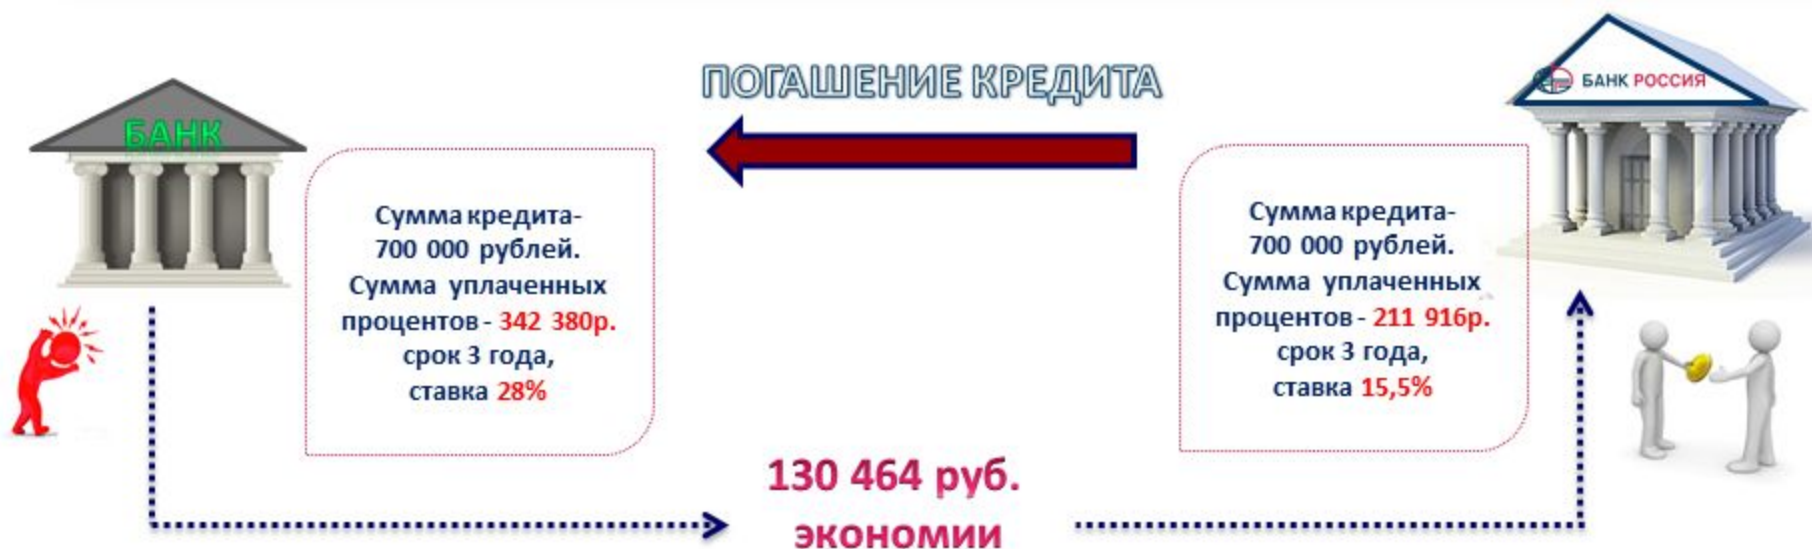 ПОГАШЕНИЕ КРЕДИТА
БАНК
БАНК РОССИЯ
Сумма кредита-
700 000 рублей.
Сумма уплаченных
процентов - 342 380р.
срок 3 года,
ставка 28%
Сумма кредита-
700 000 рублей.
Сумма уплаченных
процентов - 211 916р.
срок 3 года,
ставка 15,5%
130 464 руб.
экономии